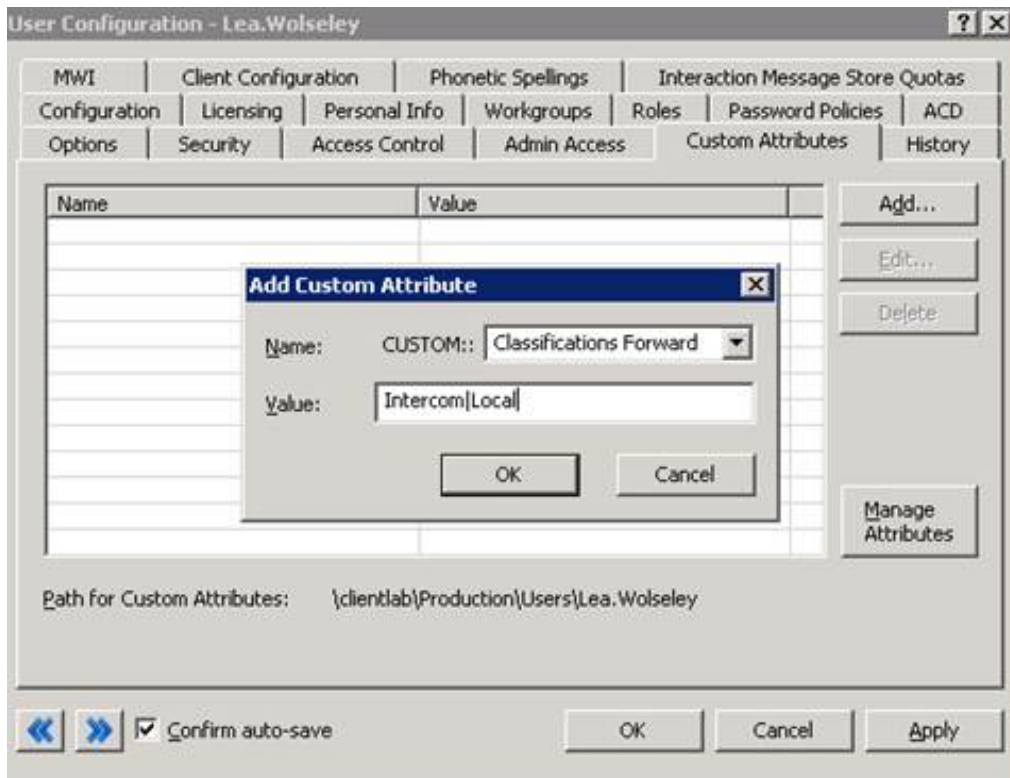 User Configuration - Lea.Wolseley
MWI Client Configuration Phonetic Spellings Interaction Message Store Quotas
Configuration Licensing Personal Info Workgroups Roles Password Policies ACD
Options Security Access Control Admin Access Custom Attributes History
Name Value
Add...
Edit...
Delete
Add Custom Attribute
Name: CUSTOM:: Classifications Forward
Value: Intercom|Local
OK Cancel
Manage
Attributes
Path for Custom Attributes: \clientlab\Production\Users\Lea.Wolseley
Confirm auto-save
OK Cancel Apply